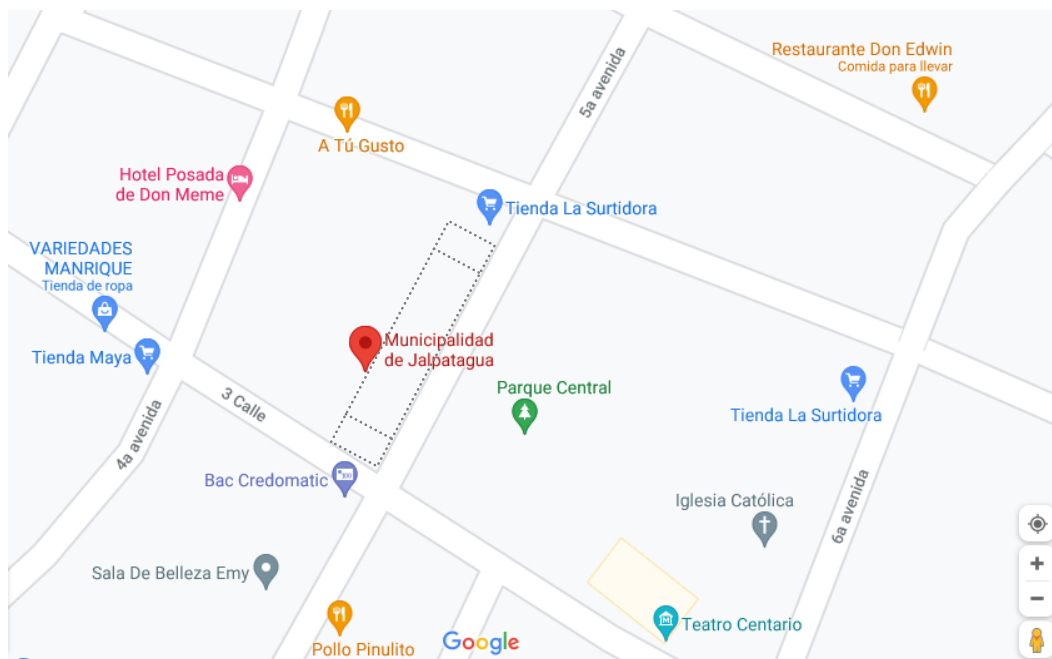 Restaurante Don Edwin
Comida para llevar
5a avenida
A Tú Gusto
Hotel Posada
de Don Meme
Tienda La Surtidora
VARIEDADES
MANRIQUE
Tienda de ropa
Municipalidad
de Jalpatagua
Tienda Maya
3 Calle
Parque Central
Tienda La Surtidora
4a avenida
Bac Credomatic
Iglesia Católica
6a avenida
Sala De Belleza Emy
Teatro Centario
Pollo Pinulito
Google